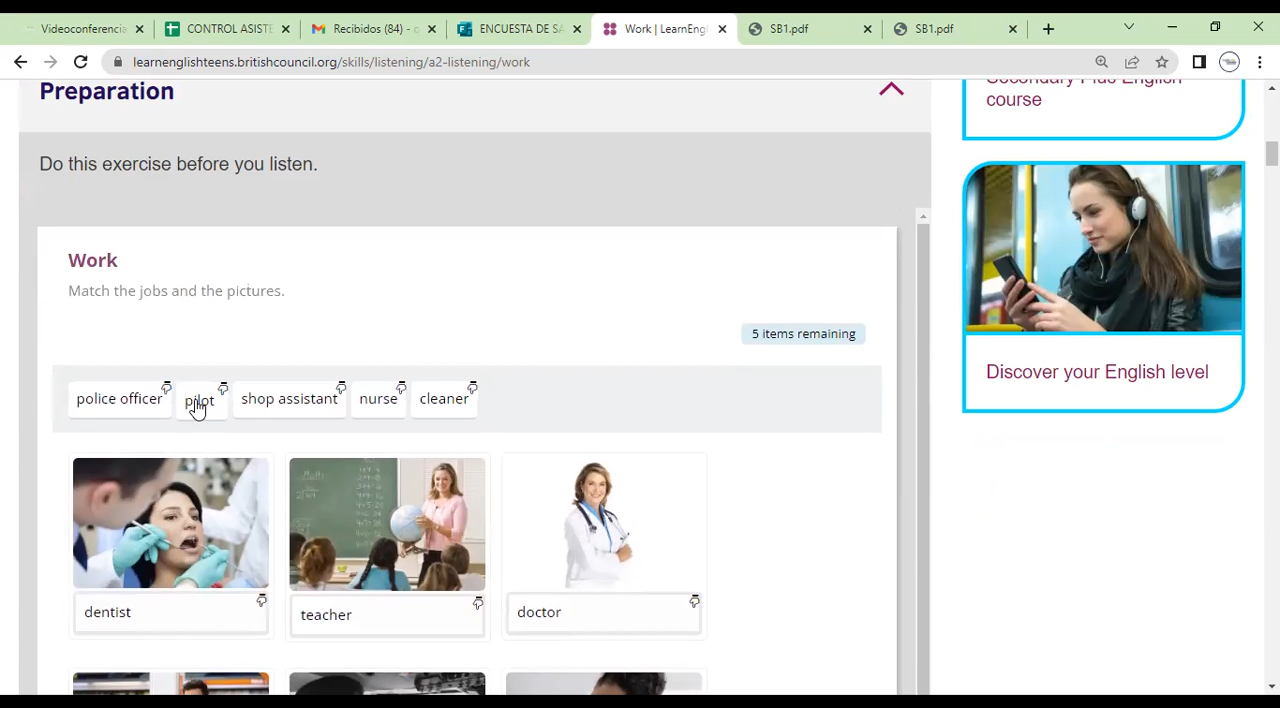 Videoconferencia
CONTROL ASISTE
Recibidos (84) - o
ENCUESTA DE SA
Work | LearnEngl
SB1.pdf
SB1.pdf
learnenglishteens.britishcouncil.org/skills/listening/a2-listening/work
Preparation
Secondary Plus English
course
Do this exercise before you listen.
Work
Match the jobs and the pictures.
5 items remaining
Discover your English level
police officer
pilot
shop assistant
nurse
cleaner
dentist
teacher
doctor